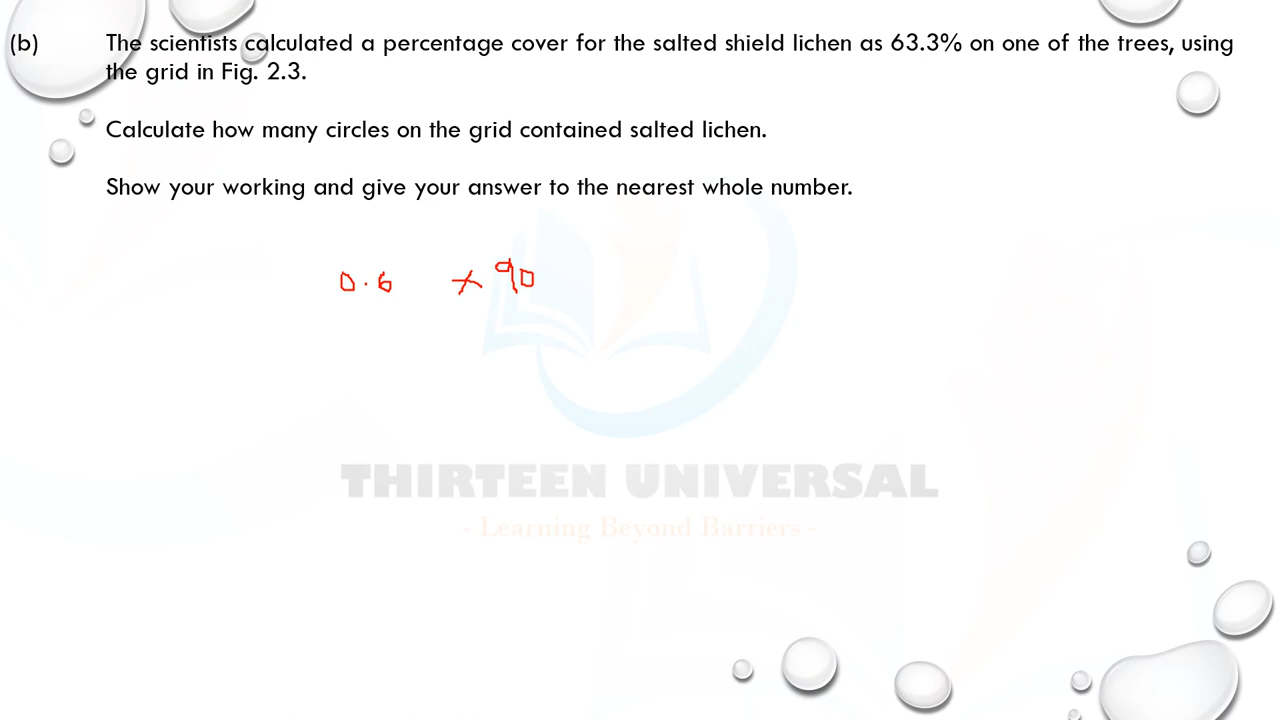 (b) The scientists calculated a percentage cover for the salted shield lichen as 63.3% on one of the trees, using
the grid in Fig. 2.3.
Calculate how many circles on the grid contained salted lichen.
Show your working and give your answer to the nearest whole number.
0.6 × 90
THIRTEEN UNIVERSAL
- Learning Beyond Barriers -